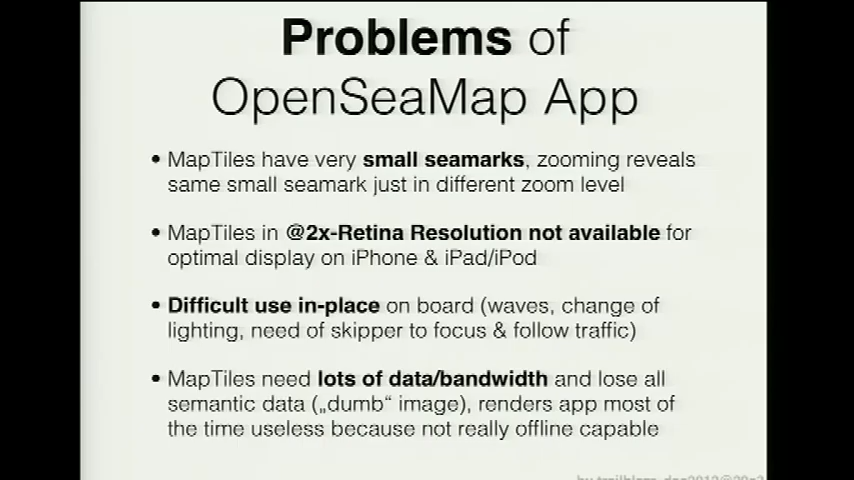 Problems of
OpenSeaMap App
• MapTiles have very small seamarks, zooming reveals
same small seamark just in different zoom level
• MapTiles in @2x-Retina Resolution not available for
optimal display on iPhone & iPad/iPod
• Difficult use in-place on board (waves, change of
lighting, need of skipper to focus & follow traffic)
• MapTiles need lots of data/bandwidth and lose all
semantic data („dumb“ image), renders app most of
the time useless because not really offline capable